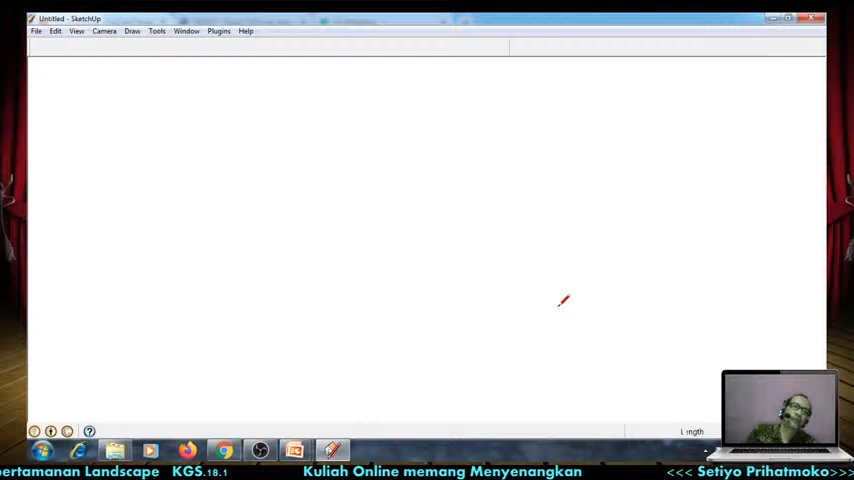 Untitled - SketchUp
File Edit View Camera Draw Tools Window Plugins Help
Length
pertamanan Landscape KGS.18.1 Kuliah Online memang Menyenangkan <<< Setiyo Prihatmoko>>>